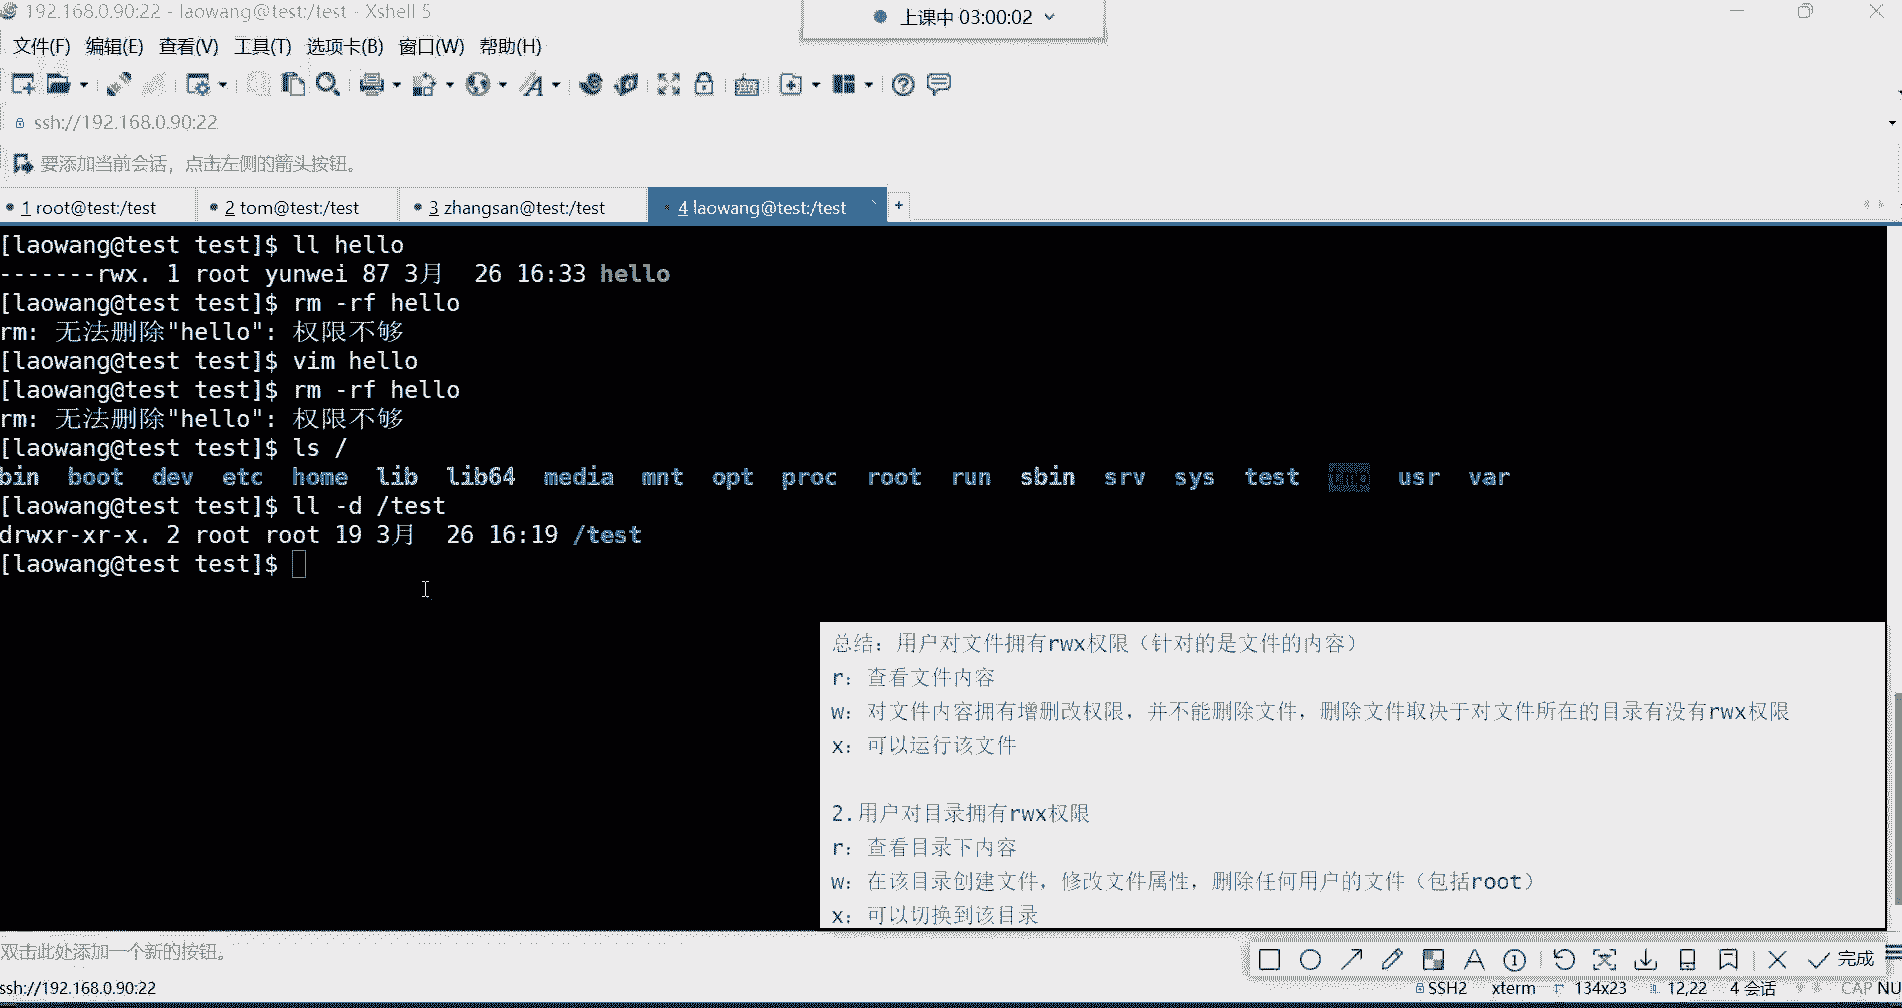 192.168.0.90:22 - laowang@test:/test - Xshell 5
上课中 03:00:02
文件(F) 编辑(E) 查看(V) 工具(T) 选项卡(B) 窗口(W) 帮助(H)
ssh://192.168.0.90:22
要添加当前会话，点击左侧的箭头按钮。
1 root@test:/test 2 tom@test:/test 3 zhangsan@test:/test 4 laowang@test:/test +
[laowang@test test]$ ll hello
-------rwx. 1 root yunwei 87 3月 26 16:33 hello
[laowang@test test]$ rm -rf hello
rm: 无法删除"hello": 权限不够
[laowang@test test]$ vim hello
[laowang@test test]$ rm -rf hello
rm: 无法删除"hello": 权限不够
[laowang@test test]$ ls /
bin boot dev etc home lib lib64 media mnt opt proc root run sbin srv sys test tmp usr var
[laowang@test test]$ ll -d /test
drwxr-xr-x. 2 root root 19 3月 26 16:19 /test
[laowang@test test]$
总结：用户对文件拥有rwx权限（针对的是文件的内容）
r：查看文件内容
w：对文件内容拥有增删改权限，并不能删除文件，删除文件取决于对文件所在的目录有没有rwx权限
x：可以运行该文件
2.用户对目录拥有rwx权限
r：查看目录下内容
w：在该目录创建文件，修改文件属性，删除任何用户的文件（包括root）
x：可以切换到该目录
双击此处添加一个新的按钮。
完成
ssh://192.168.0.90:22 SSH2 xterm 134x23 12,22 4 会话 CAP NU